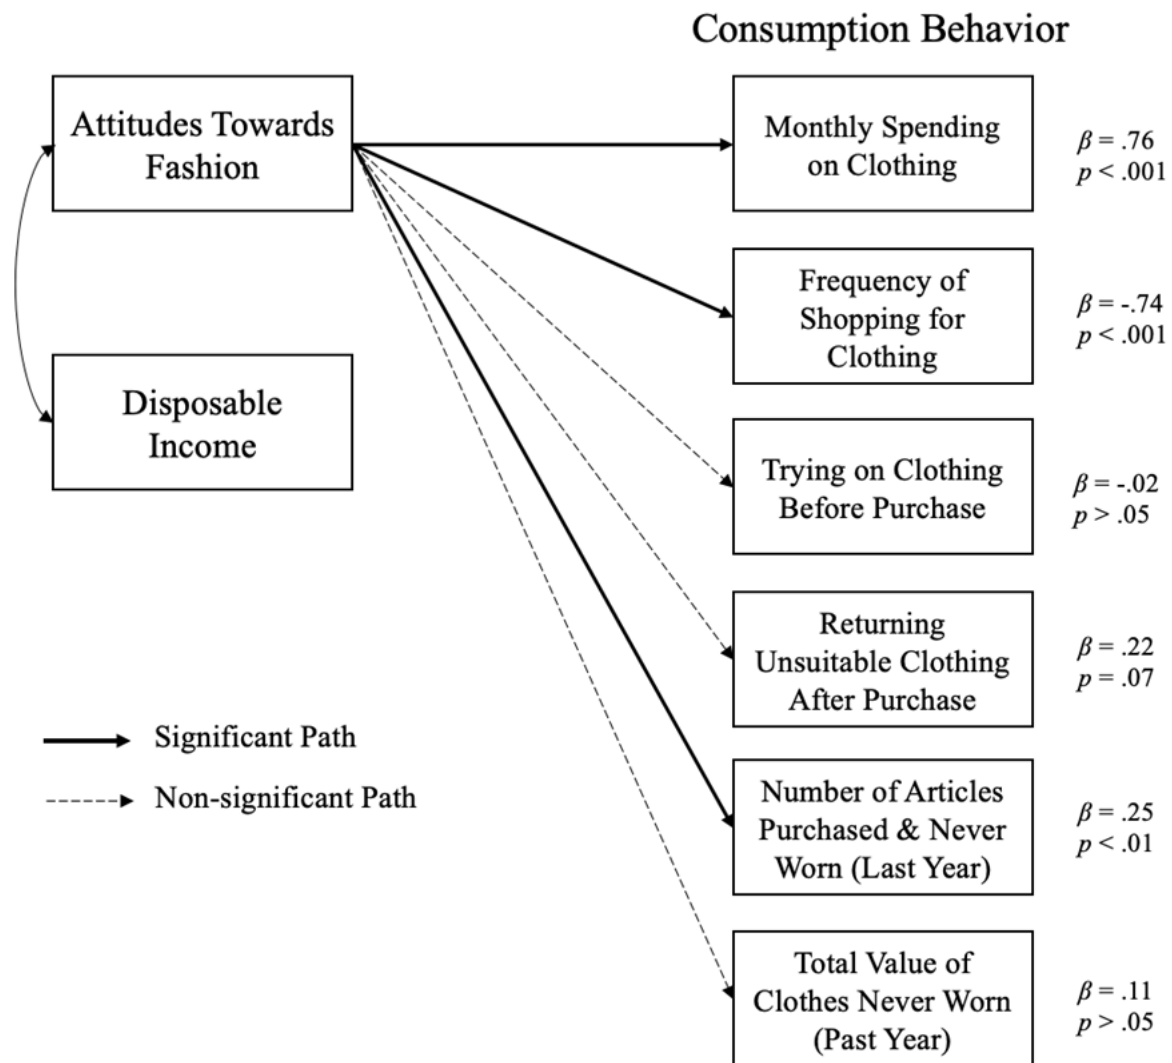 Consumption Behavior
Attitudes Towards
Fashion
Disposable
Income
Monthly Spending
on Clothing
β = .76
p < .001
Frequency of
Shopping for
Clothing
β = -.74
p < .001
Trying on Clothing
Before Purchase
β = -.02
p > .05
Returning
Unsuitable Clothing
After Purchase
β = .22
p = .07
Number of Articles
Purchased & Never
Worn (Last Year)
β = .25
p < .01
Total Value of
Clothes Never Worn
(Past Year)
β = .11
p > .05
Significant Path
Non-significant Path